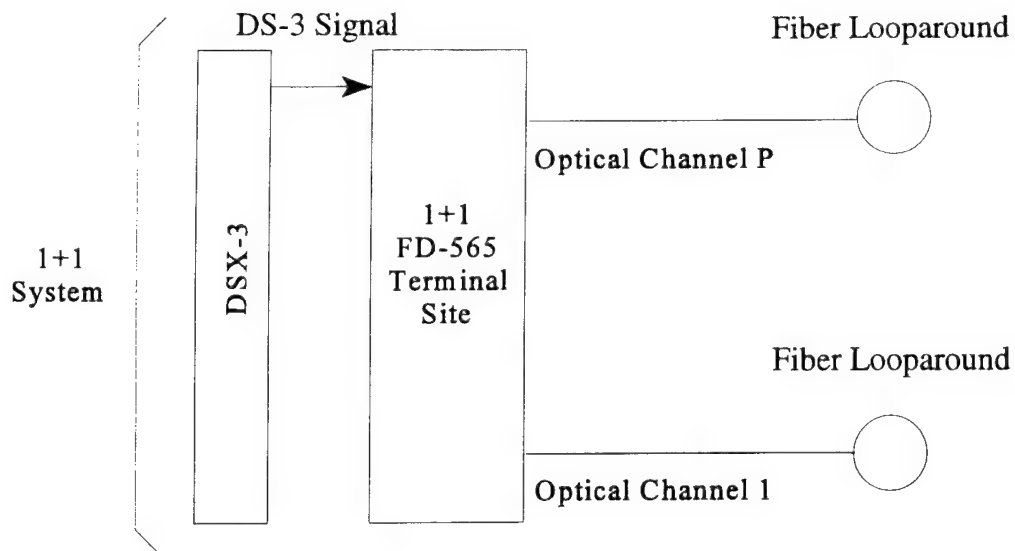 DS-3 Signal
Fiber Looparound
Optical Channel P
1+1
System
DSX-3
1+1
FD-565
Terminal
Site
Fiber Looparound
Optical Channel 1